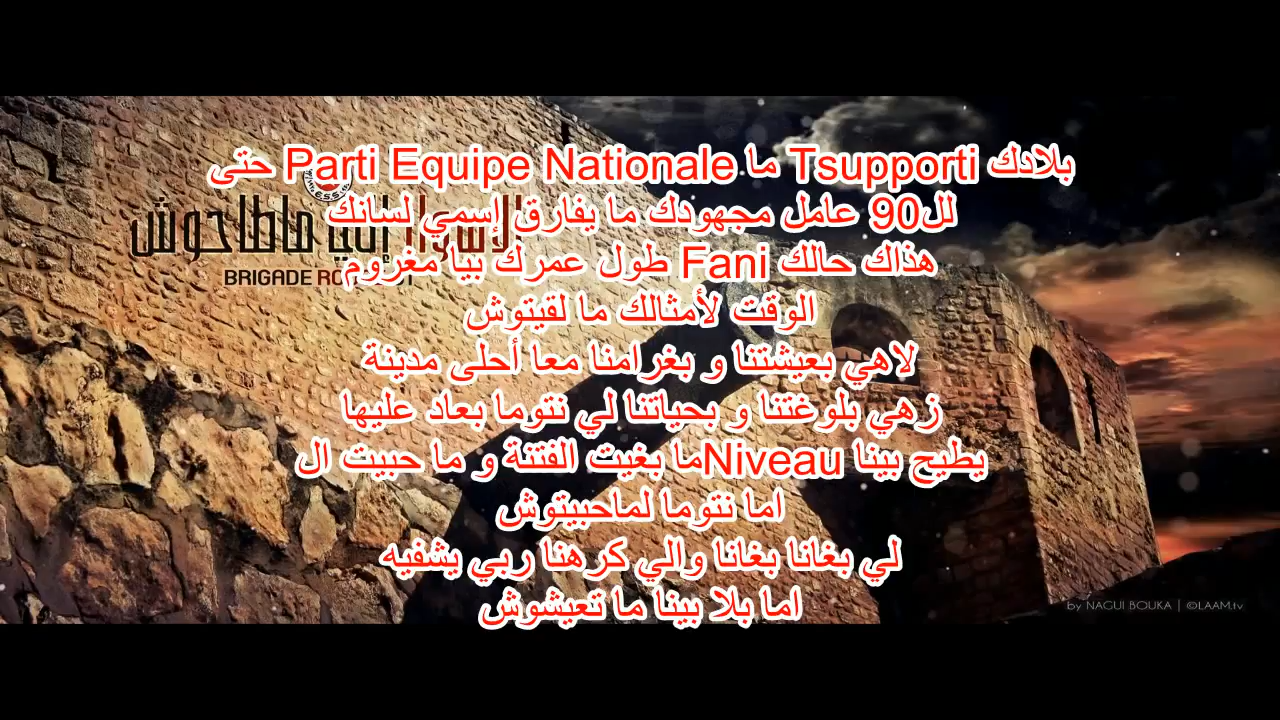 حتى Parti Equipe Nationale ما Tsupporti بلادك
لل90 عامل مجهودك ما يفارق إسمي لسانك
طول عمرك بيا مغروم Fani هذاك حالك
الوقت لأمثالك ما لقيتوش
لاهي بعيشتنا و بغرامنا معا أحلى مدينة
زهي بلوغتنا و بحياتنا لي نتوما بعاد عليها
ما بغيت الفتنة و ما حبيت الNiveau يطيح بينا
اما نتوما لماحبيتوش
لي بغانا بغانا والي كرهنا ربي يشفيه
اما بلا بينا ما تعيشوش
ماطاحوش
BRIGADE
by NAGUI BOUKA | ©LAAM.tv